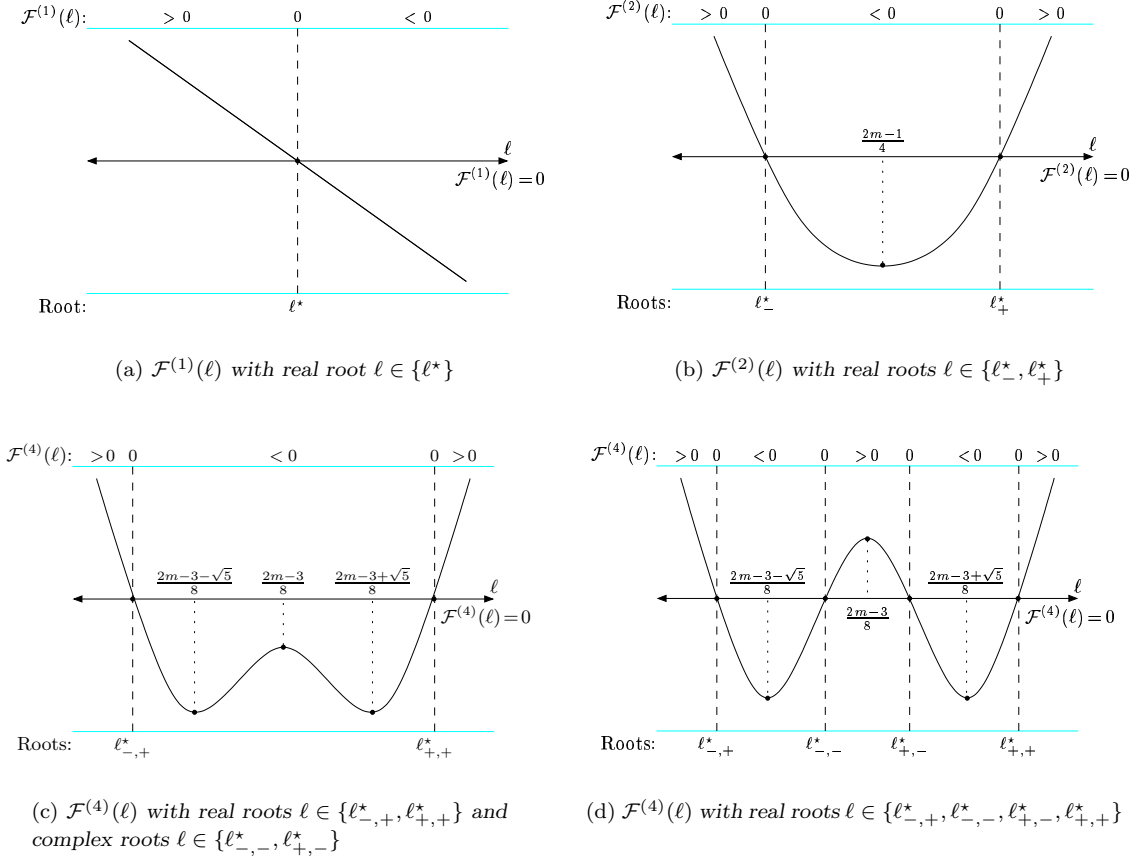 ℱ⁽¹⁾(ℓ): > 0 0 < 0
ℓ
ℱ⁽¹⁾(ℓ) = 0
Root: ℓ⋆
(a) ℱ⁽¹⁾(ℓ) with real root ℓ ∈ {ℓ⋆}
ℱ⁽²⁾(ℓ): > 0 0 < 0 0 > 0
(2m−1)/4
ℓ
ℱ⁽²⁾(ℓ) = 0
Roots: ℓ⋆₋ ℓ⋆₊
(b) ℱ⁽²⁾(ℓ) with real roots ℓ ∈ {ℓ⋆₋, ℓ⋆₊}
ℱ⁽⁴⁾(ℓ): > 0 0 < 0 0 > 0
(2m−3−√5)/8 (2m−3)/8 (2m−3+√5)/8 ℓ
ℱ⁽⁴⁾(ℓ) = 0
Roots: ℓ⋆₋,₊ ℓ⋆₊,₊
(c) ℱ⁽⁴⁾(ℓ) with real roots ℓ ∈ {ℓ⋆₋,₊, ℓ⋆₊,₊} and
complex roots ℓ ∈ {ℓ⋆₋,₋, ℓ⋆₊,₋}
ℱ⁽⁴⁾(ℓ): > 0 0 < 0 0 > 0 0 < 0 0 > 0
(2m−3−√5)/8 (2m−3+√5)/8 ℓ
(2m−3)/8 ℱ⁽⁴⁾(ℓ) = 0
Roots: ℓ⋆₋,₊ ℓ⋆₋,₋ ℓ⋆₊,₋ ℓ⋆₊,₊
(d) ℱ⁽⁴⁾(ℓ) with real roots ℓ ∈ {ℓ⋆₋,₊, ℓ⋆₋,₋, ℓ⋆₊,₋, ℓ⋆₊,₊}